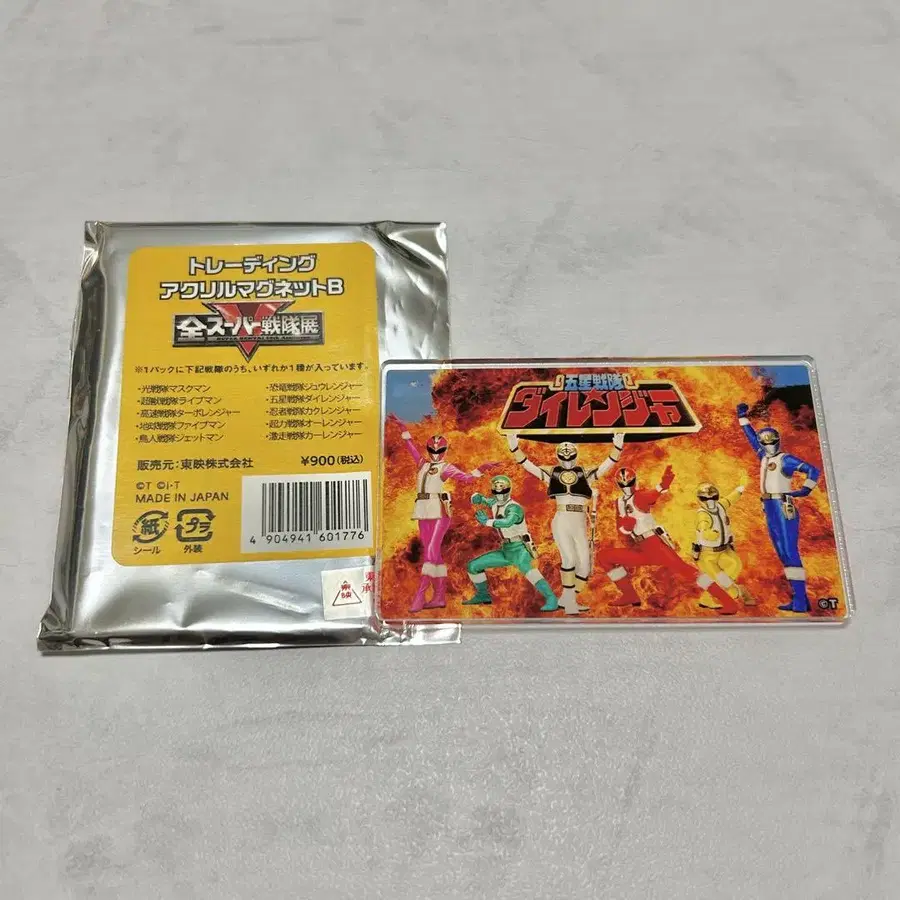 トレーディング
アクリルマグネットB
全スーパー戦隊展
※1パックに下記戦隊のうち、いずれか1種が入っています。
・光戦隊マスクマン
・超獣戦隊ライブマン
・高速戦隊ターボレンジャー
・地球戦隊ファイブマン
・鳥人戦隊ジェットマン
・恐竜戦隊ジュウレンジャー
・五星戦隊ダイレンジャー
・忍者戦隊カクレンジャー
・超力戦隊オーレンジャー
・激走戦隊カーレンジャー
販売元:東映株式会社
¥900(税込)
©T ©i-T
MADE IN JAPAN
紙
シール
プラ
外装
4 904941 601776
東映
五星戦隊
ダイレンジャー
©T